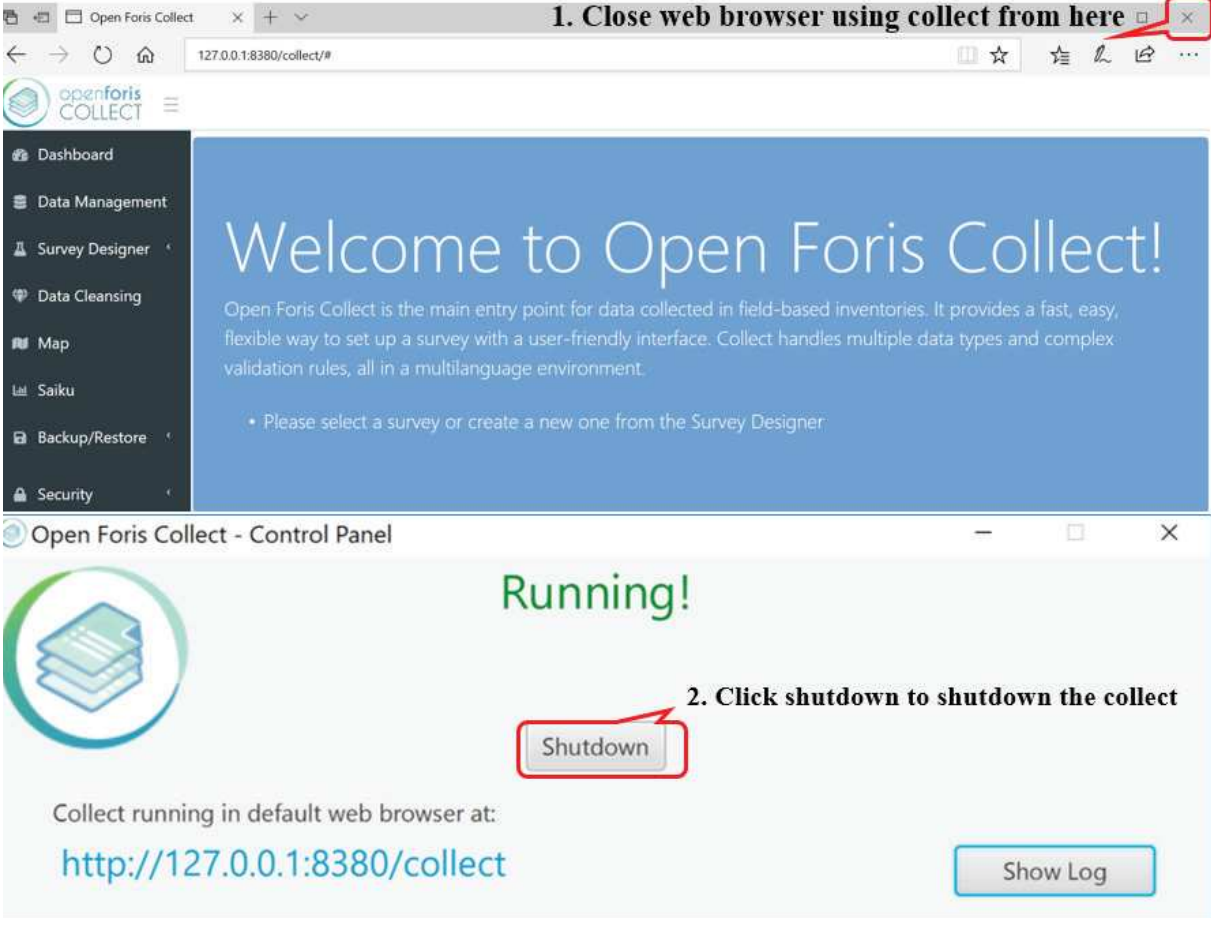 Open Foris Collect
1. Close web browser using collect from here
127.0.0.1:8380/collect/#
openforis
COLLECT
Dashboard
Data Management
Survey Designer
Data Cleansing
Map
Saiku
Backup/Restore
Security
Welcome to Open Foris Collect!
Open Foris Collect is the main entry point for data collected in field-based inventories. It provides a fast, easy,
flexible way to set up a survey with a user-friendly interface. Collect handles multiple data types and complex
validation rules, all in a multilanguage environment.
• Please select a survey or create a new one from the Survey Designer
Open Foris Collect - Control Panel
Running!
2. Click shutdown to shutdown the collect
Shutdown
Collect running in default web browser at:
http://127.0.0.1:8380/collect
Show Log